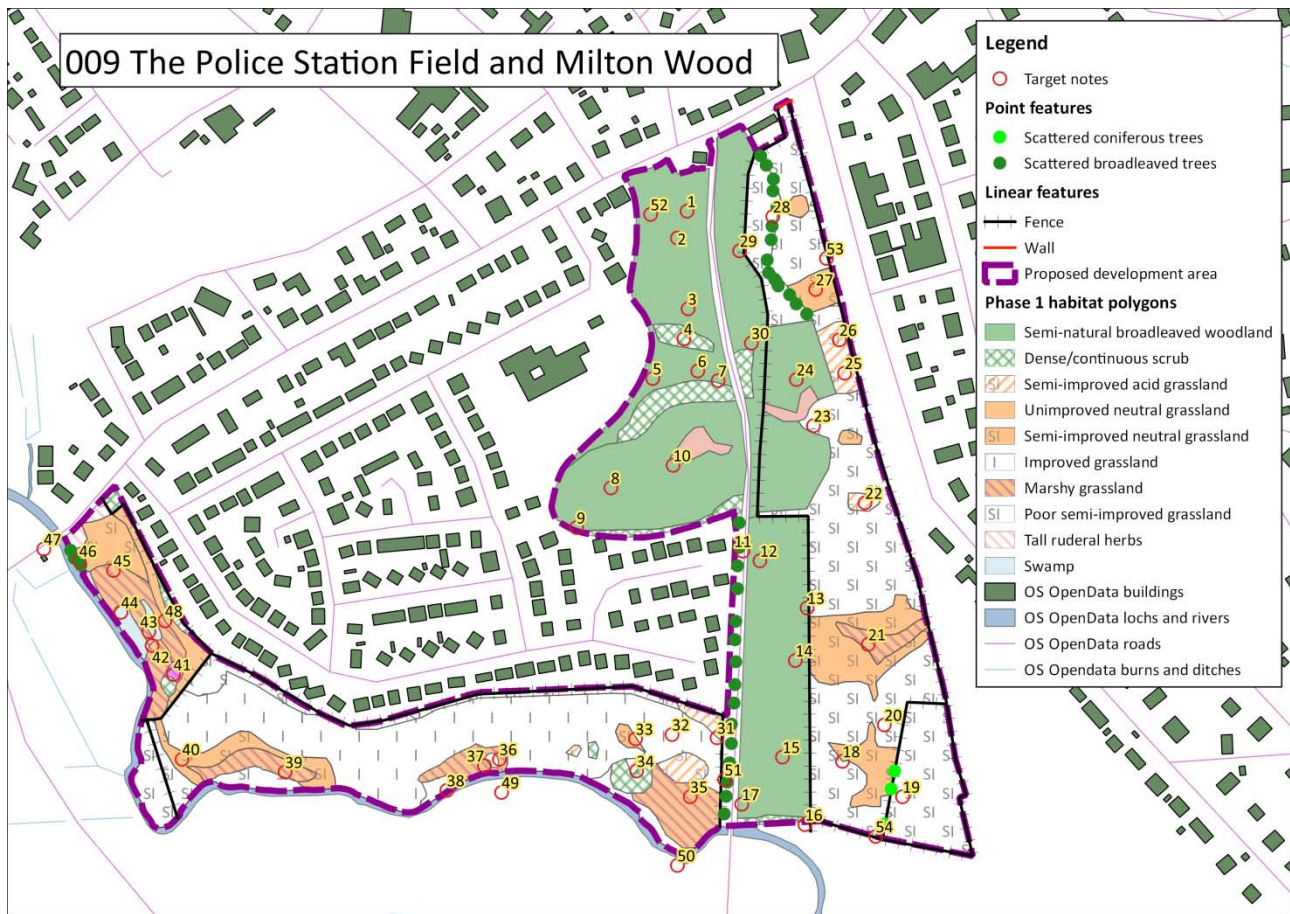 009 The Police Station Field and Milton Wood
Legend
Target notes
Point features
Scattered coniferous trees
Scattered broadleaved trees
Linear features
Fence
Wall
Proposed development area
Phase 1 habitat polygons
Semi-natural broadleaved woodland
Dense/continuous scrub
SI Semi-improved acid grassland
Unimproved neutral grassland
SI Semi-improved neutral grassland
I Improved grassland
Marshy grassland
SI Poor semi-improved grassland
Tall ruderal herbs
Swamp
OS OpenData buildings
OS OpenData lochs and rivers
OS OpenData roads
OS Opendata burns and ditches
52
1
2
28
29
53
27
3
4
30
26
5
6
7
24
25
23
10
8
22
9
47
46
45
11
12
44
43
48
13
42
41
14
21
20
33
32
31
40
39
37
36
34
18
15
51
38
49
35
17
19
16
54
50